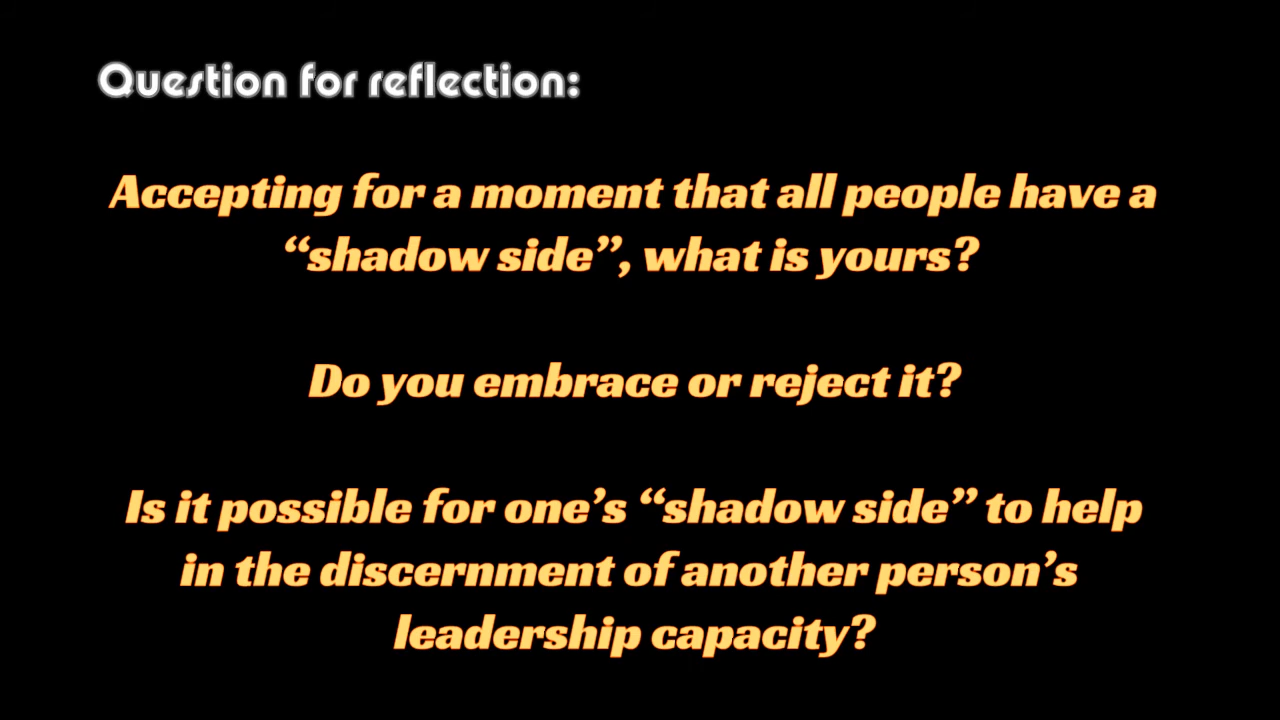 Question for reflection:
Accepting for a moment that all people have a
“shadow side”, what is yours?
Do you embrace or reject it?
Is it possible for one’s “shadow side” to help
in the discernment of another person’s
leadership capacity?